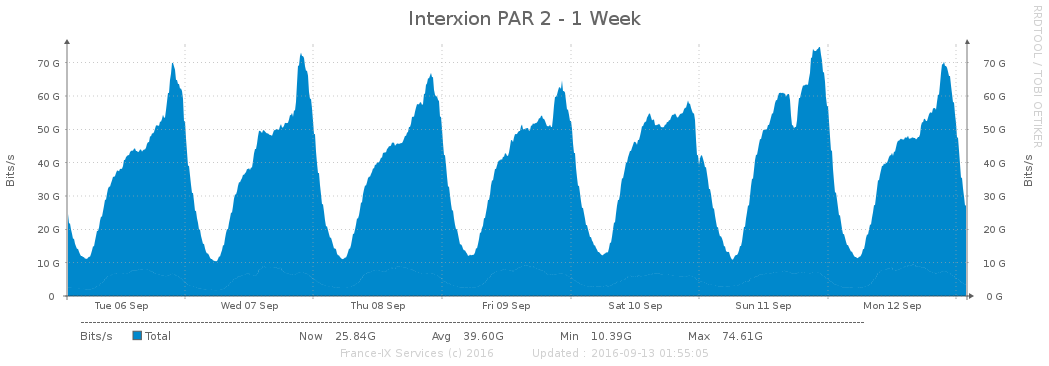 Interxion PAR 2 - 1 Week
RRDTOOL / TOBI OETIKER
Bits/s
70 G 70 G
60 G 60 G
50 G 50 G
40 G 40 G
30 G 30 G
20 G 20 G
10 G 10 G
0 0 G
Bits/s
Tue 06 Sep Wed 07 Sep Thu 08 Sep Fri 09 Sep Sat 10 Sep Sun 11 Sep Mon 12 Sep
Bits/s Total Now 25.84G Avg 39.60G Min 10.39G Max 74.61G
France-IX Services (c) 2016 Updated : 2016-09-13 01:55:05